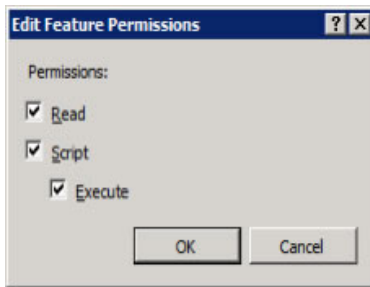 Edit Feature Permissions
Permissions:
Read
Script
Execute
OK Cancel